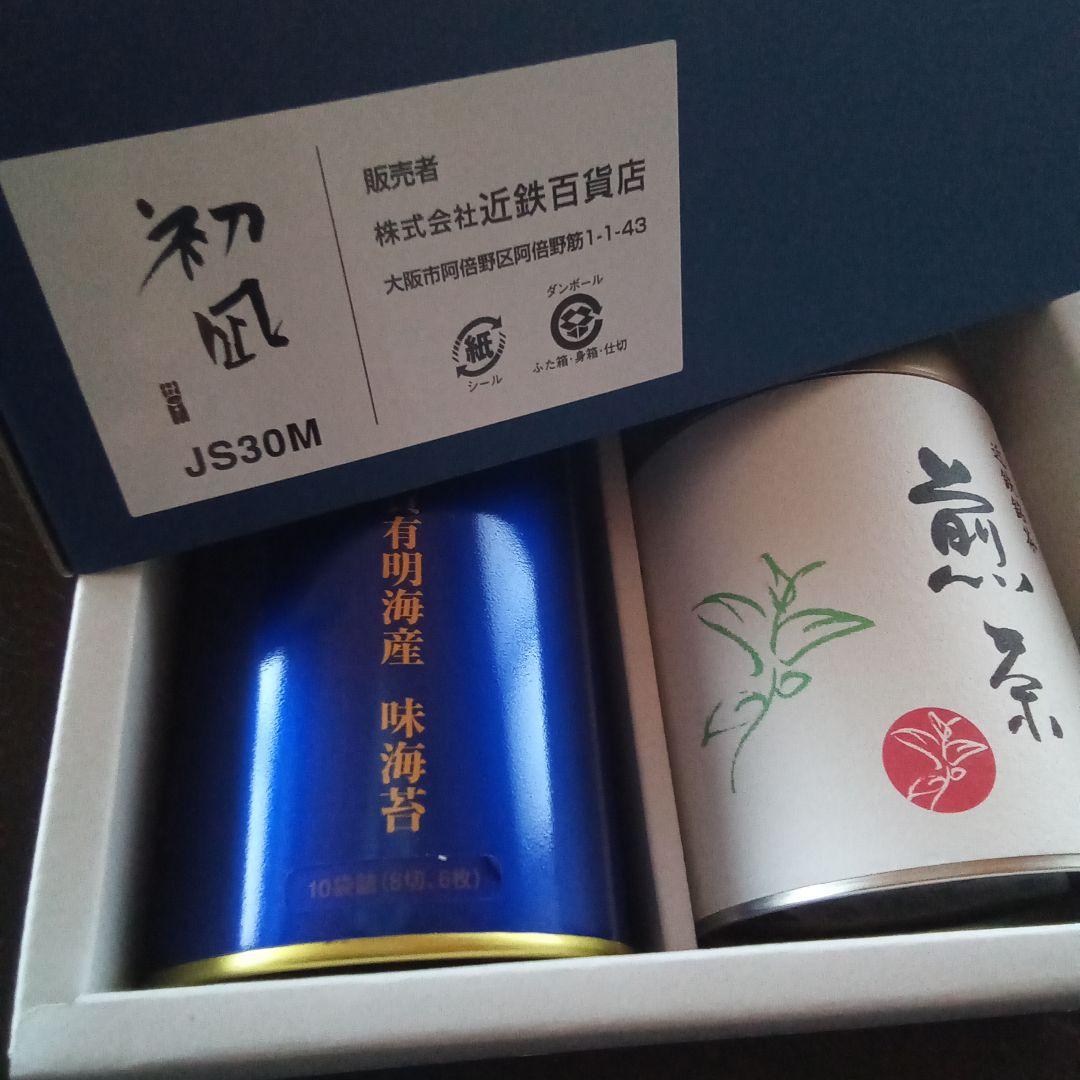 初凪
JS30M
販売者
株式会社近鉄百貨店
大阪市阿倍野区阿倍野筋1-1-43
紙
シール
ダンボール
ふた箱・身箱・仕切
有明海産 味海苔
10袋詰(8切、6枚)
煎茶